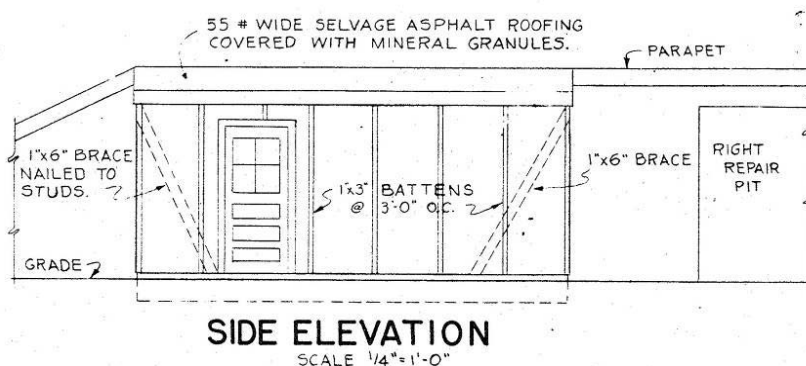 55 # WIDE SELVAGE ASPHALT ROOFING
COVERED WITH MINERAL GRANULES.
PARAPET
1"x6" BRACE
NAILED TO
STUDS.
1"x3" BATTENS
@ 3'-0" O.C.
1"x6" BRACE
RIGHT
REPAIR
PIT
GRADE
SIDE ELEVATION
SCALE 1/4"=1'-0"